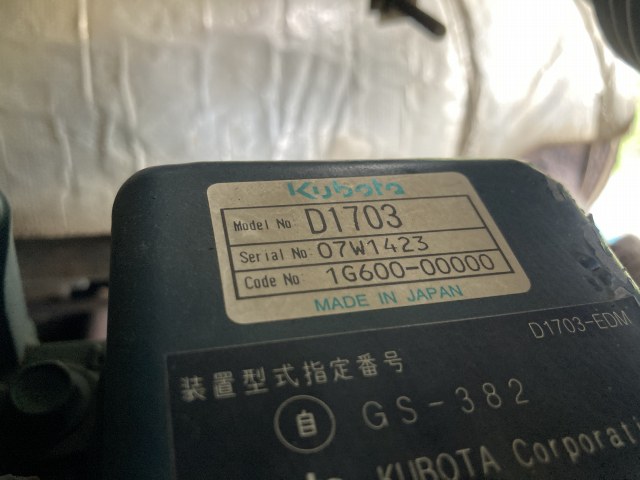 Kubota
Model No. D1703
Serial No. 07W1423
Code No. 1G600-00000
MADE IN JAPAN
D1703-EDM
装置型式指定番号
自 GS-382
KUBOTA